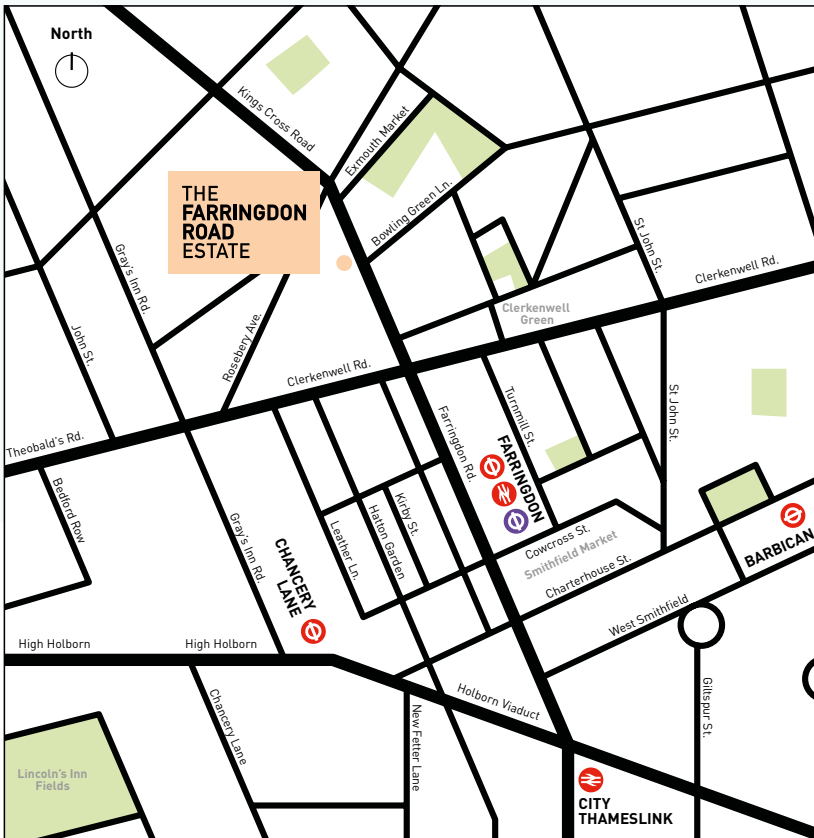 North
Kings Cross Road
Exmouth Market
THE
FARRINGDON
ROAD
ESTATE
Bowling Green Ln.
Gray's Inn Rd.
St John St.
Clerkenwell Rd.
Clerkenwell
Green
John St.
Rosebery Ave.
Clerkenwell Rd.
Theobald's Rd.
Turnmill St.
St John St.
Farringdon Rd.
FARRINGDON
Bedford Row
Gray's Inn Rd.
Leather Ln.
Hatton Garden
Kirby St.
CHANCERY
LANE
Cowcross St.
Smithfield Market
Charterhouse St.
BARBICAN
West Smithfield
High Holborn
High Holborn
Chancery Lane
Holborn Viaduct
New Fetter Lane
Giltspur St.
Lincoln's Inn
Fields
CITY
THAMESLINK